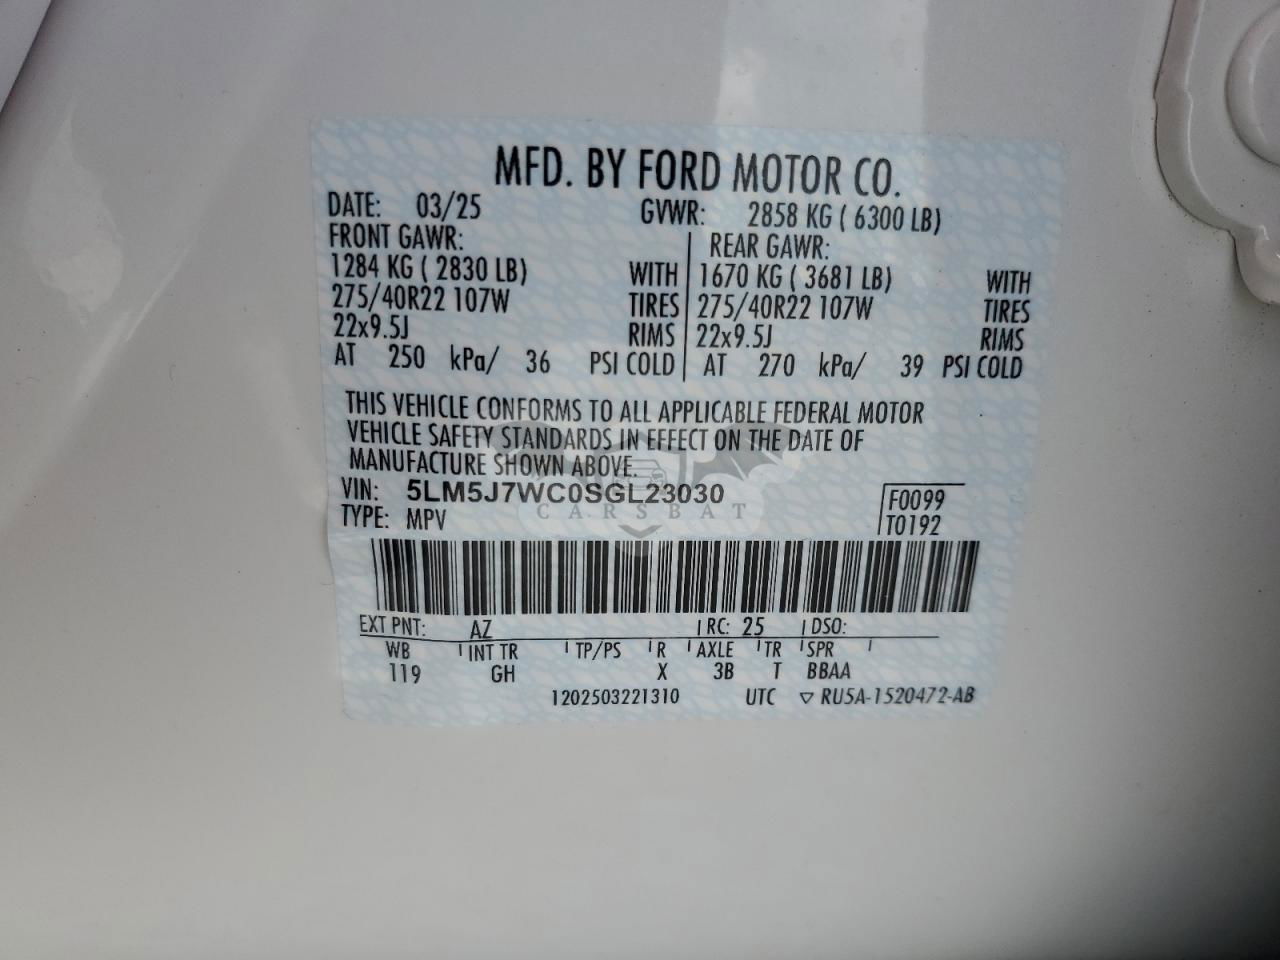 MFD. BY FORD MOTOR CO.
DATE: 03/25 GVWR: 2858 KG ( 6300 LB)
FRONT GAWR: REAR GAWR:
1284 KG ( 2830 LB) WITH 1670 KG ( 3681 LB) WITH
275/40R22 107W TIRES 275/40R22 107W TIRES
22x9.5J RIMS 22x9.5J RIMS
AT 250 kPa/ 36 PSI COLD AT 270 kPa/ 39 PSI COLD
THIS VEHICLE CONFORMS TO ALL APPLICABLE FEDERAL MOTOR
VEHICLE SAFETY STANDARDS IN EFFECT ON THE DATE OF
MANUFACTURE SHOWN ABOVE.
VIN: 5LM5J7WC0SGL23030 F0099
CARSBAT
TYPE: MPV T0192
EXT PNT: AZ RC: 25 DSO:
WB INT TR TP/PS R AXLE TR SPR
119 GH X 3B T BBAA
1202503221310 UTC ▽ RU5A-1520472-AB